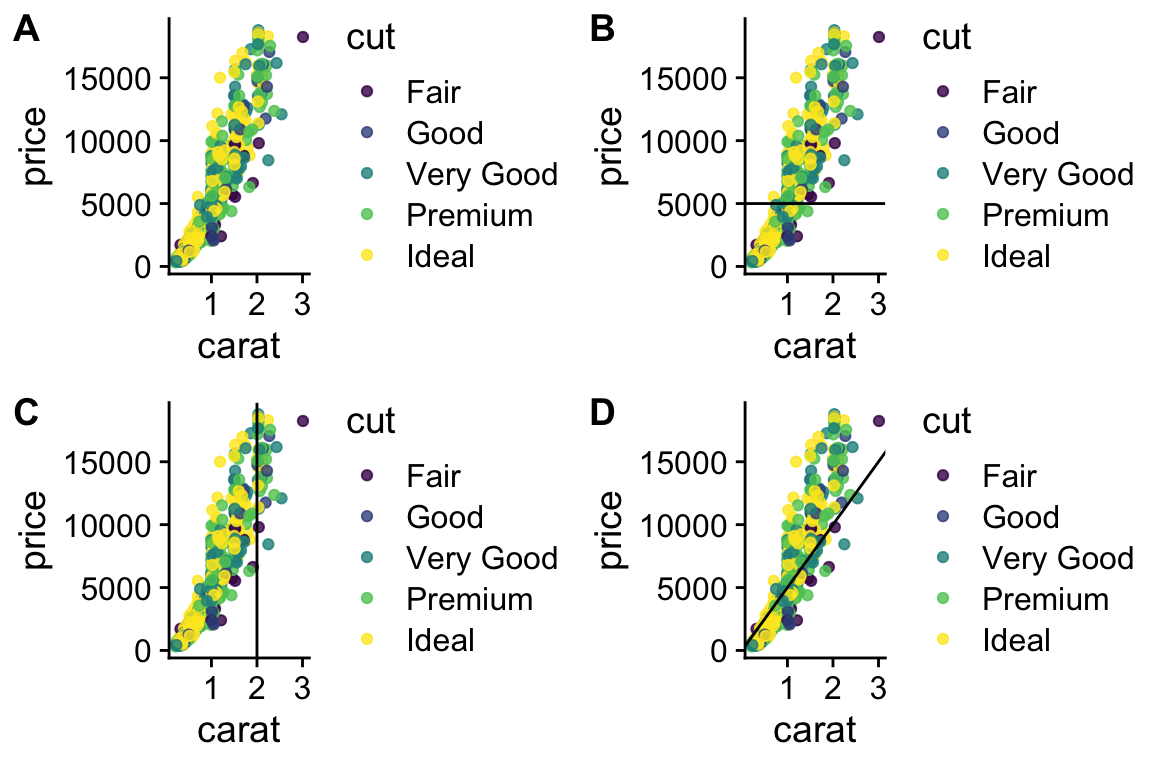 A
price
15000
10000
5000
0
1 2 3
carat
cut
Fair
Good
Very Good
Premium
Ideal
B
price
15000
10000
5000
0
1 2 3
carat
cut
Fair
Good
Very Good
Premium
Ideal
C
price
15000
10000
5000
0
1 2 3
carat
cut
Fair
Good
Very Good
Premium
Ideal
D
price
15000
10000
5000
0
1 2 3
carat
cut
Fair
Good
Very Good
Premium
Ideal